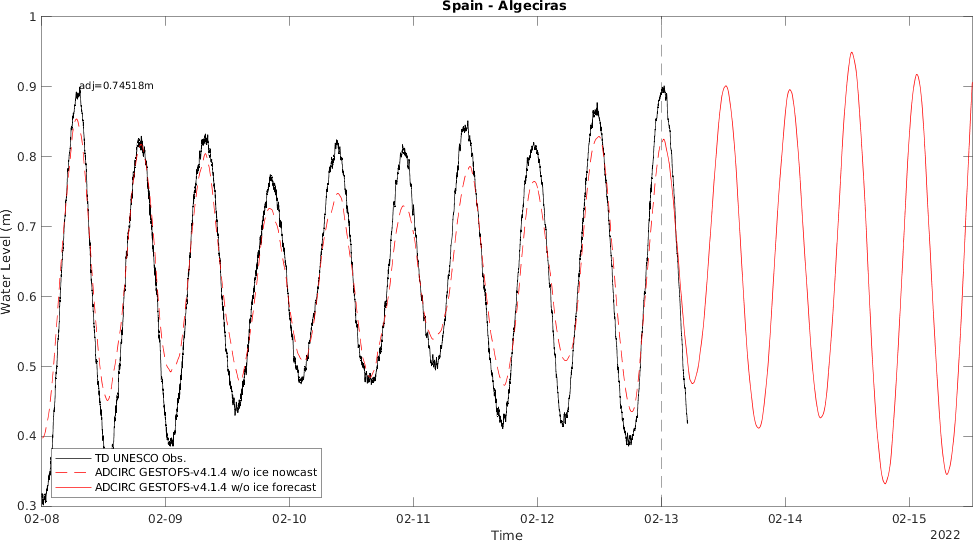 Spain - Algeciras
1
0.9
0.8
0.7
0.6
0.5
0.4
0.3
Water Level (m)
adj=0.74518m
TD UNESCO Obs.
ADCIRC GESTOFS-v4.1.4 w/o ice nowcast
ADCIRC GESTOFS-v4.1.4 w/o ice forecast
02-08 02-09 02-10 02-11 02-12 02-13 02-14 02-15
Time
2022